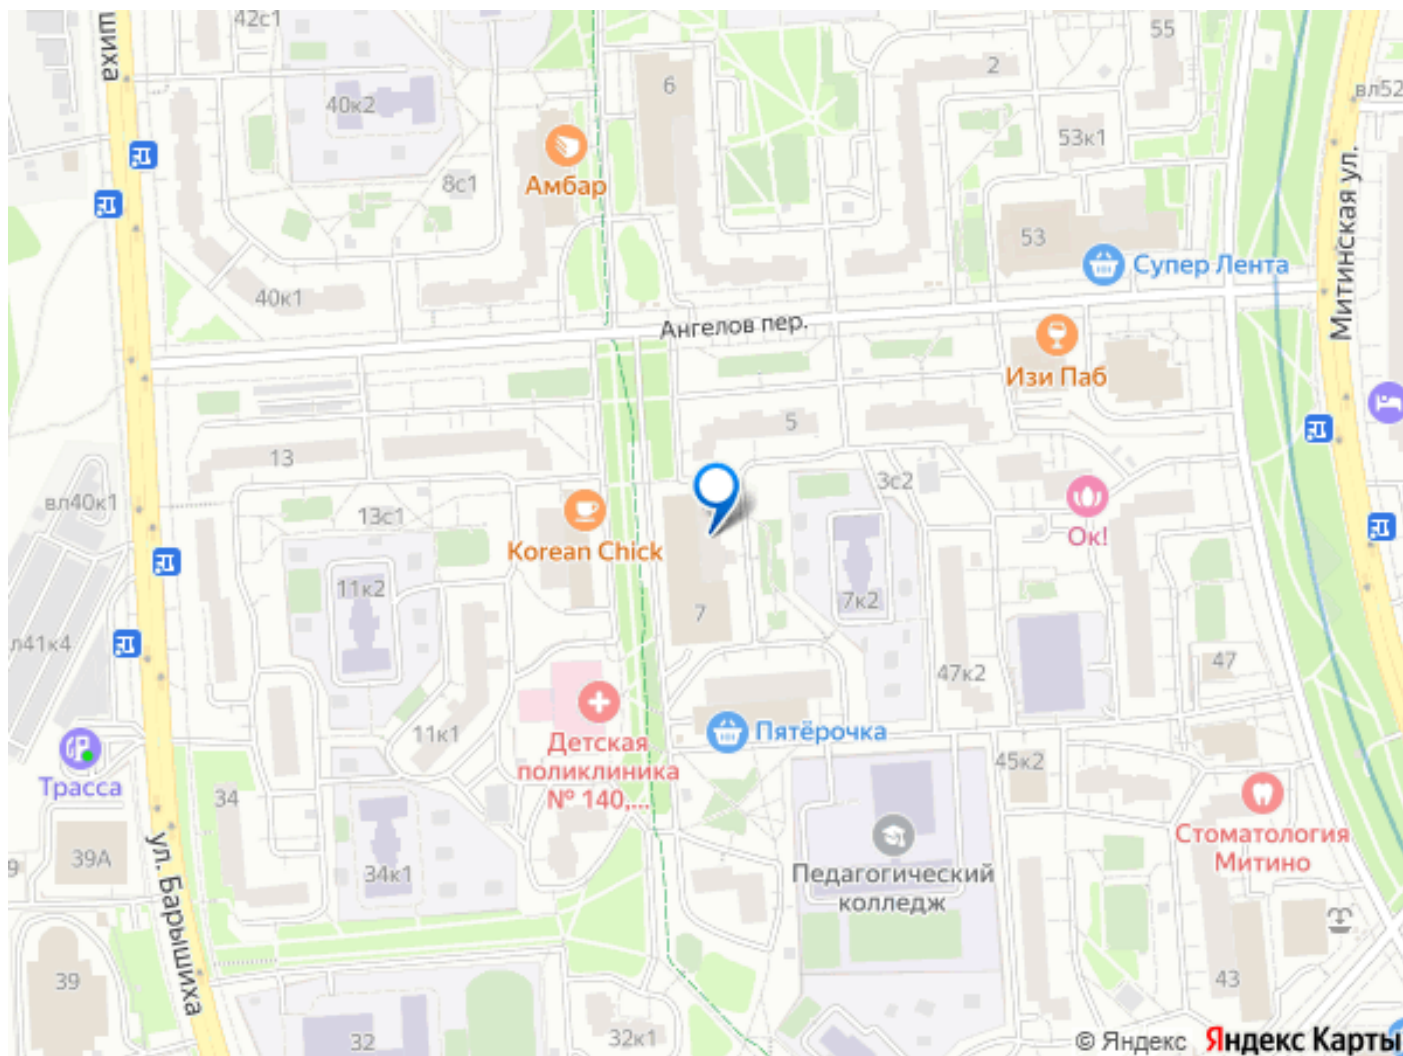 42с1
шиха
55
2
6
вл52
40к2
53к1
8с1
Амбар
53
Супер Лента
Митинская ул.
40к1
Ангелов пер.
Изи Паб
5
13
3с2
вл40к1
13с1
Korean Chick
Ок!
11к2
7к2
7
л41к4
47
47к2
11к1
Пятёрочка
Детская
поликлиника
№ 140,...
Трасса
45к2
34
ул. Барышиха
39А
9
34к1
Стоматология
Митино
Педагогический
колледж
39
43
32
32к1
© Яндекс Яндекс Карты